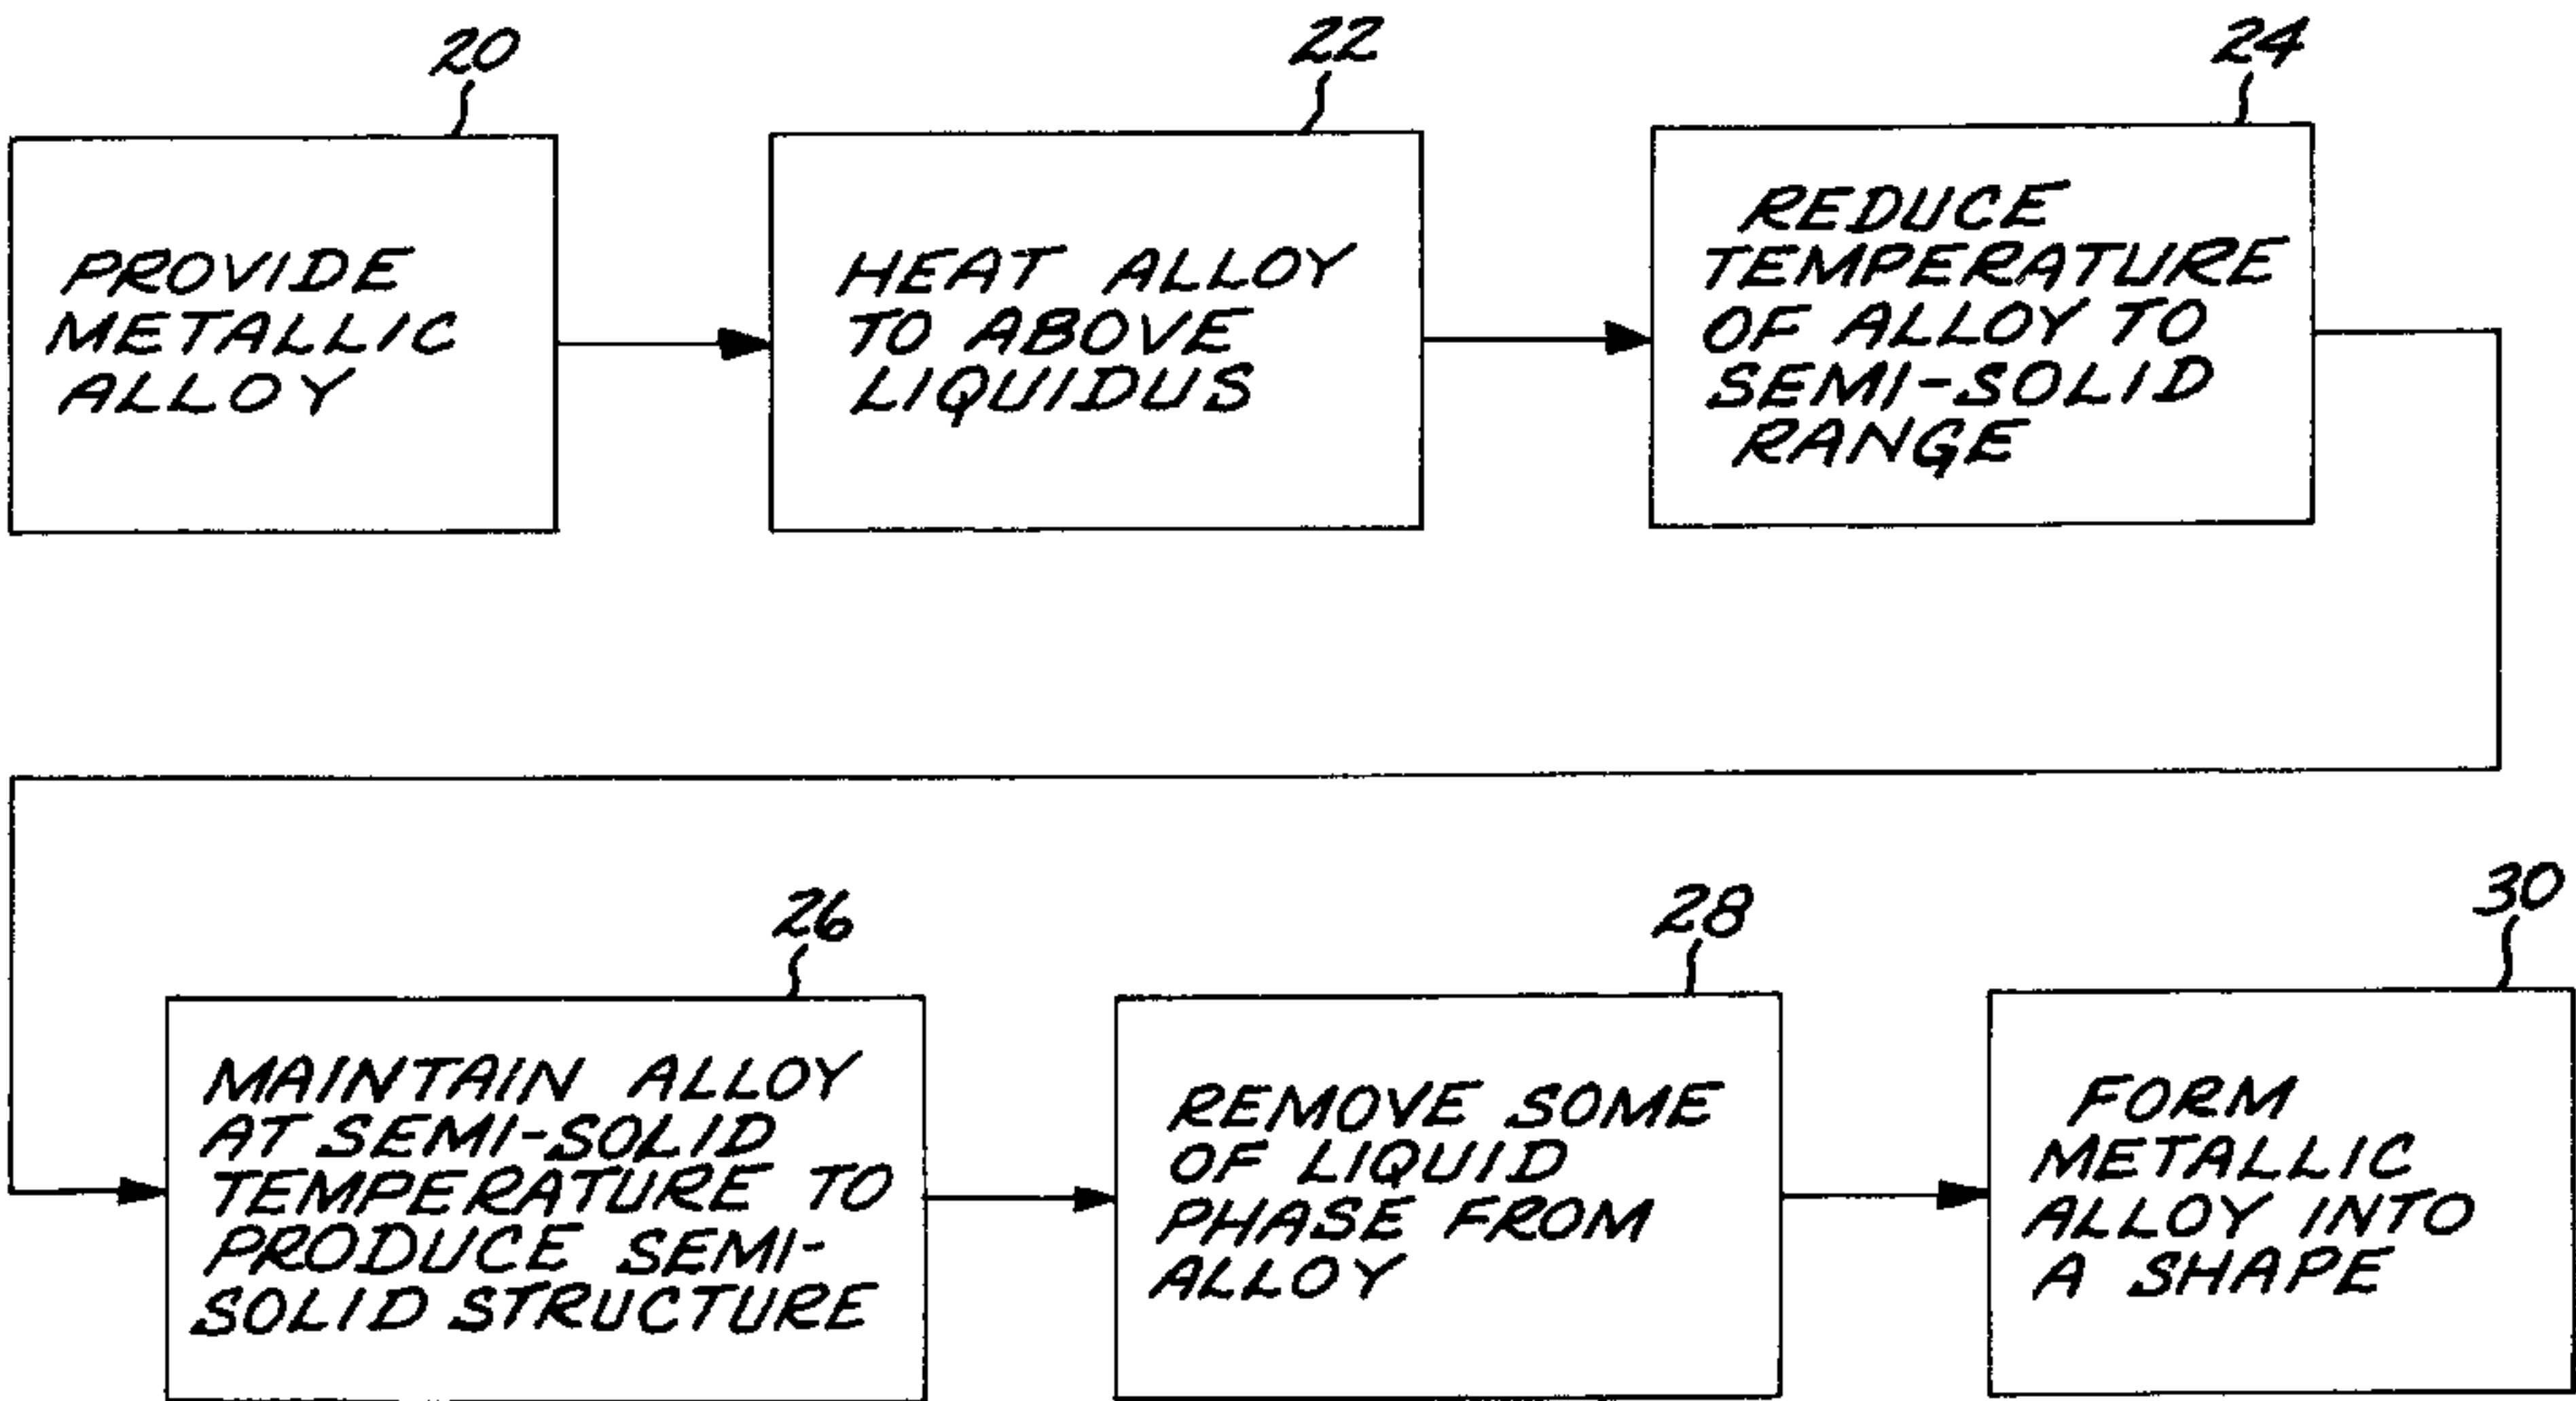 20
22
24
PROVIDE
METALLIC
ALLOY
HEAT ALLOY
TO ABOVE
LIQUIDUS
REDUCE
TEMPERATURE
OF ALLOY TO
SEMI-SOLID
RANGE
26
28
30
MAINTAIN ALLOY
AT SEMI-SOLID
TEMPERATURE TO
PRODUCE SEMI-
SOLID STRUCTURE
REMOVE SOME
OF LIQUID
PHASE FROM
ALLOY
FORM
METALLIC
ALLOY INTO
A SHAPE